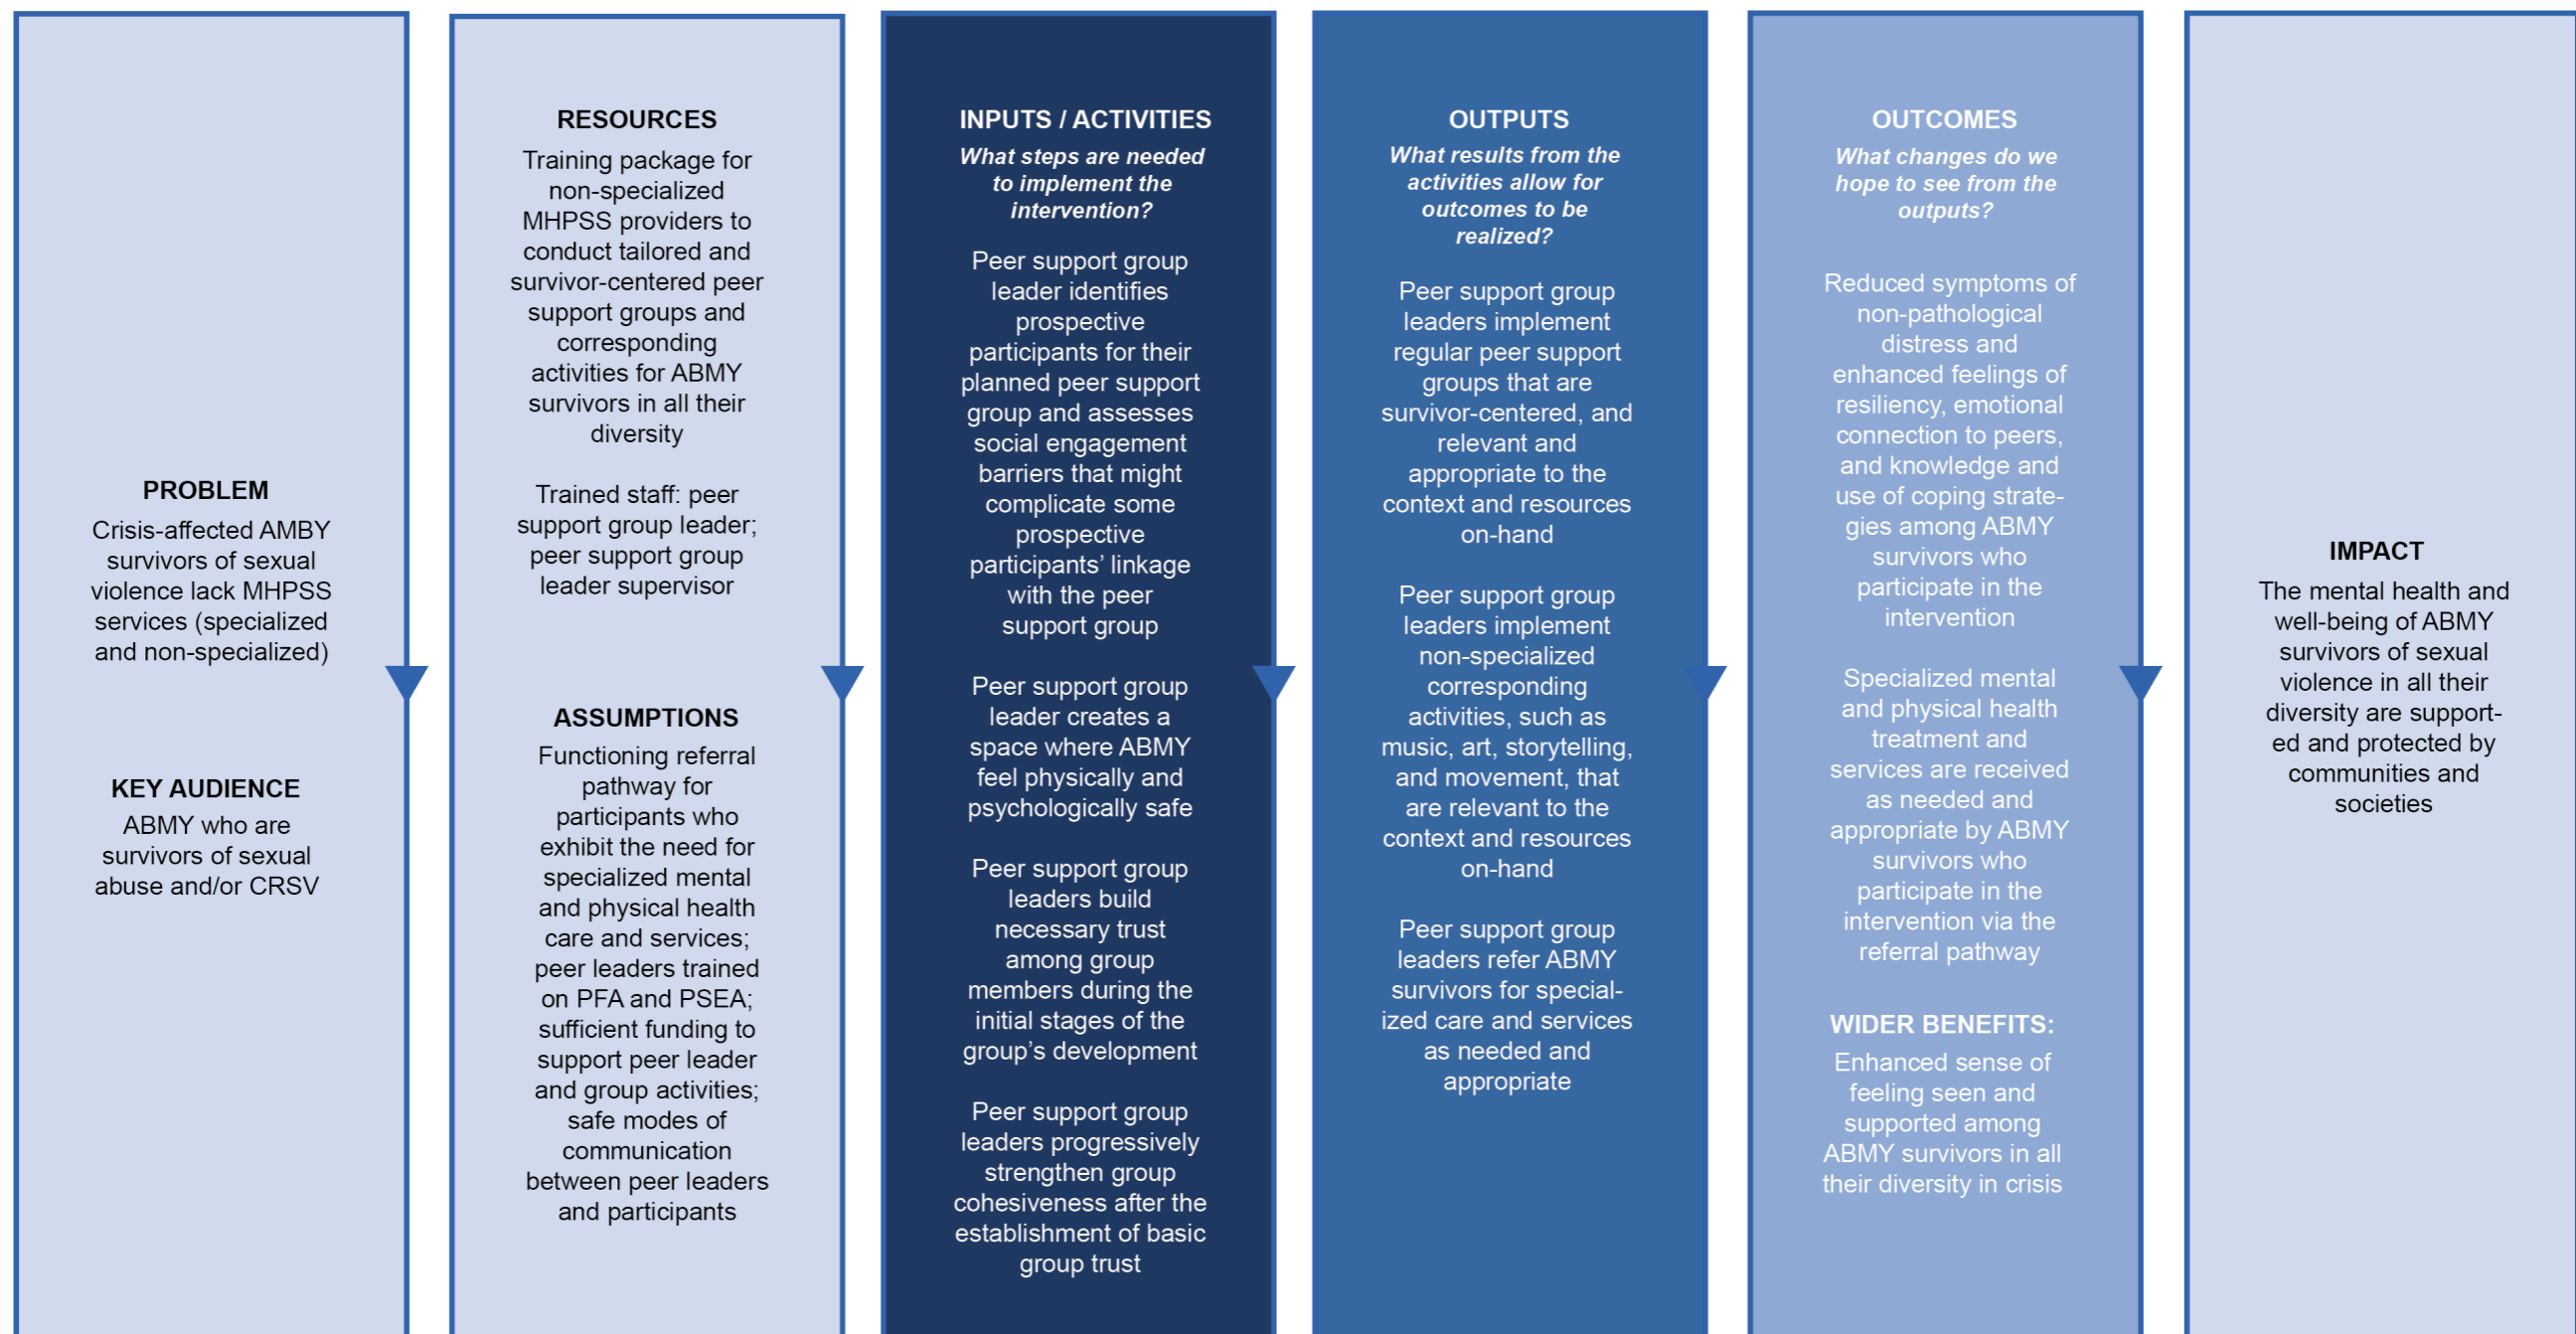 PROBLEM
Crisis-affected AMBY
survivors of sexual
violence lack MHPSS
services (specialized
and non-specialized)
KEY AUDIENCE
ABMY who are
survivors of sexual
abuse and/or CRSV
RESOURCES
Training package for
non-specialized
MHPSS providers to
conduct tailored and
survivor-centered peer
support groups and
corresponding
activities for ABMY
survivors in all their
diversity
Trained staff: peer
support group leader;
peer support group
leader supervisor
ASSUMPTIONS
Functioning referral
pathway for
participants who
exhibit the need for
specialized mental
and physical health
care and services;
peer leaders trained
on PFA and PSEA;
sufficient funding to
support peer leader
and group activities;
safe modes of
communication
between peer leaders
and participants
INPUTS / ACTIVITIES
What steps are needed
to implement the
intervention?
Peer support group
leader identifies
prospective
participants for their
planned peer support
group and assesses
social engagement
barriers that might
complicate some
prospective
participants’ linkage
with the peer
support group
Peer support group
leader creates a
space where ABMY
feel physically and
psychologically safe
Peer support group
leaders build
necessary trust
among group
members during the
initial stages of the
group’s development
Peer support group
leaders progressively
strengthen group
cohesiveness after the
establishment of basic
group trust
OUTPUTS
What results from the
activities allow for
outcomes to be
realized?
Peer support group
leaders implement
regular peer support
groups that are
survivor-centered, and
relevant and
appropriate to the
context and resources
on-hand
Peer support group
leaders implement
non-specialized
corresponding
activities, such as
music, art, storytelling,
and movement, that
are relevant to the
context and resources
on-hand
Peer support group
leaders refer ABMY
survivors for special-
ized care and services
as needed and
appropriate
OUTCOMES
What changes do we
hope to see from the
outputs?
Reduced symptoms of
non-pathological
distress and
enhanced feelings of
resiliency, emotional
connection to peers,
and knowledge and
use of coping strate-
gies among ABMY
survivors who
participate in the
intervention
Specialized mental
and physical health
treatment and
services are received
as needed and
appropriate by ABMY
survivors who
participate in the
intervention via the
referral pathway
WIDER BENEFITS:
Enhanced sense of
feeling seen and
supported among
ABMY survivors in all
their diversity in crisis
IMPACT
The mental health and
well-being of ABMY
survivors of sexual
violence in all their
diversity are support-
ed and protected by
communities and
societies